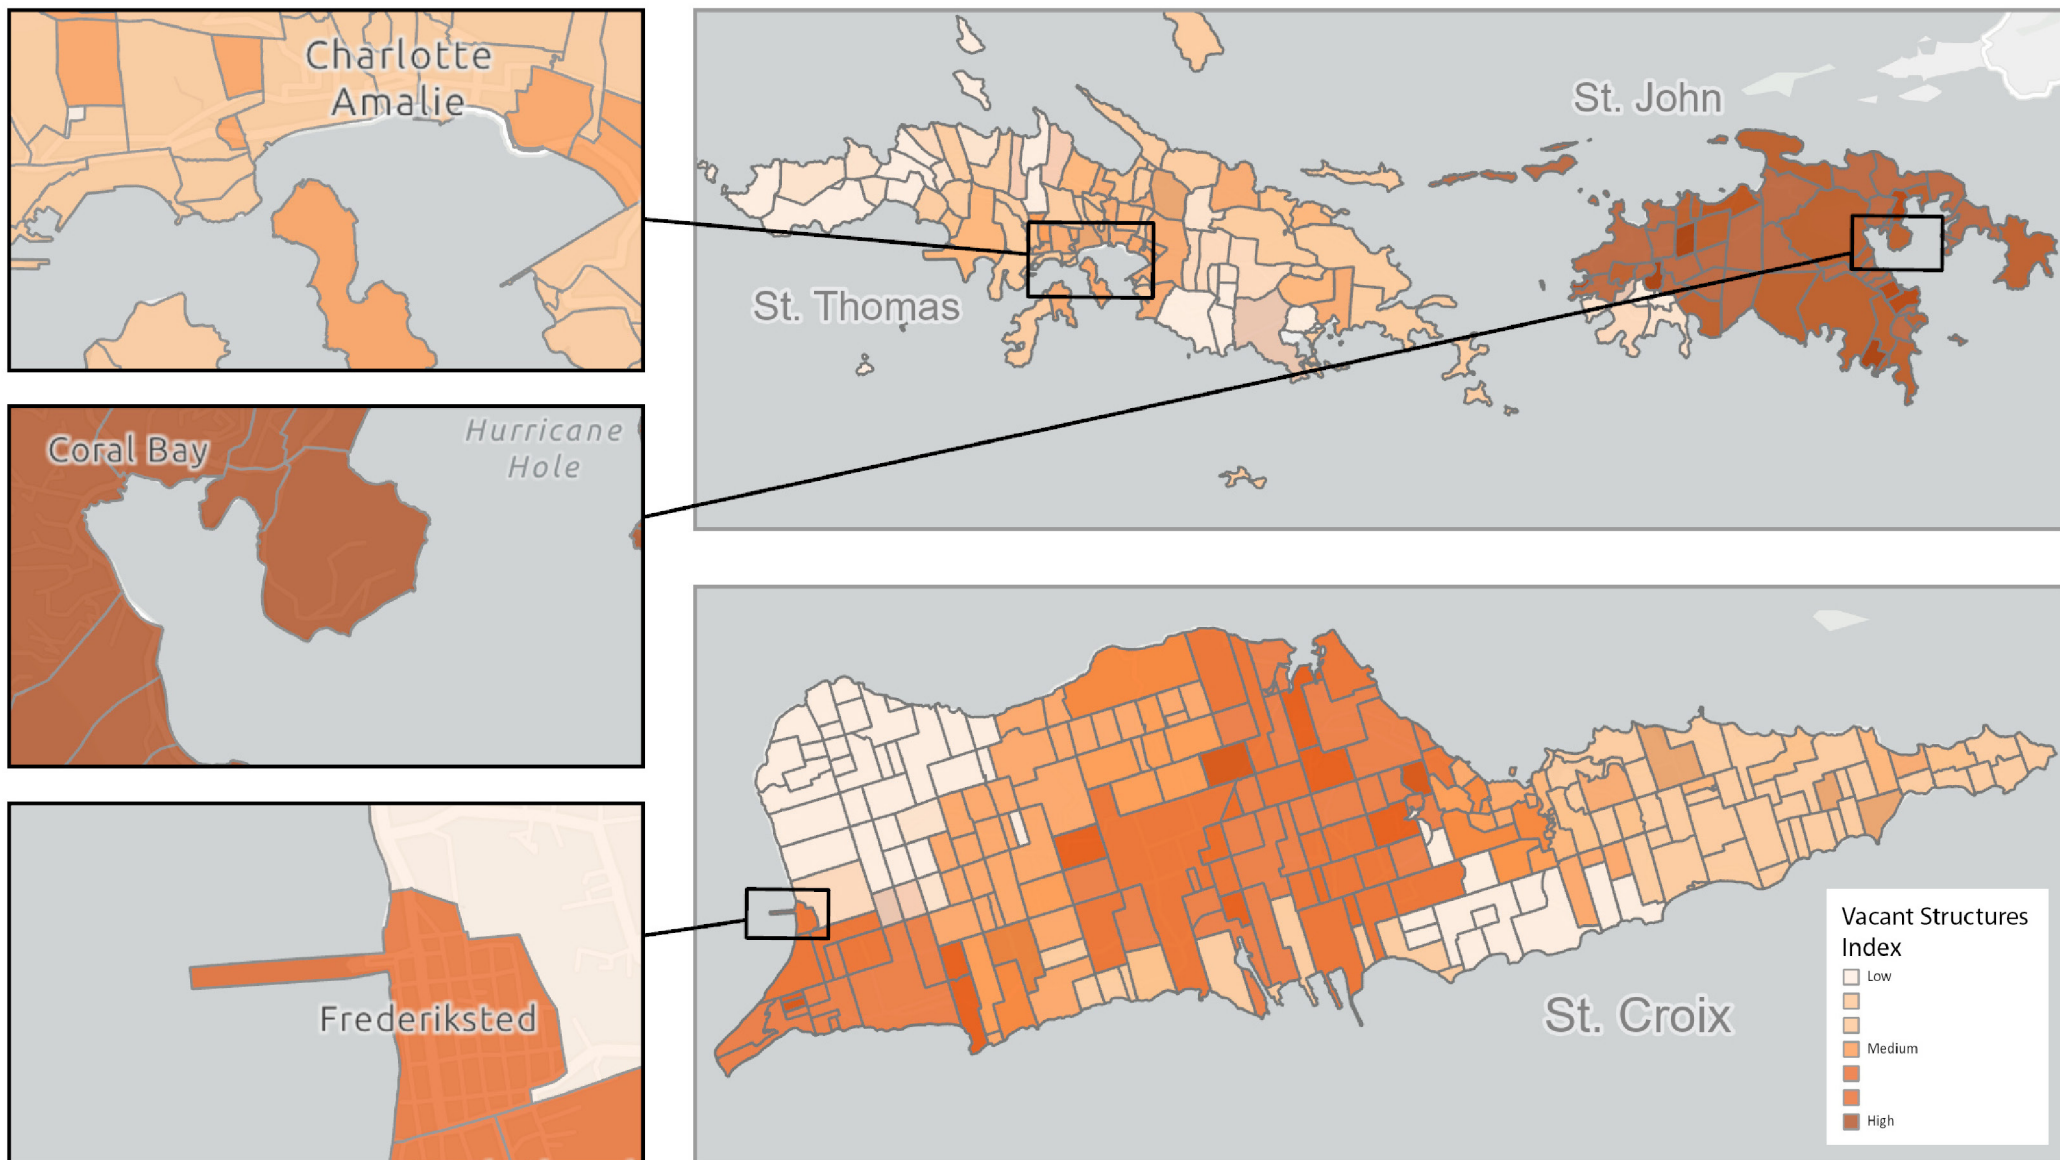 Charlotte
Amalie
St. John
St. Thomas
Coral Bay
Hurricane
Hole
Frederiksted
St. Croix
Vacant Structures
Index
Low
Medium
High